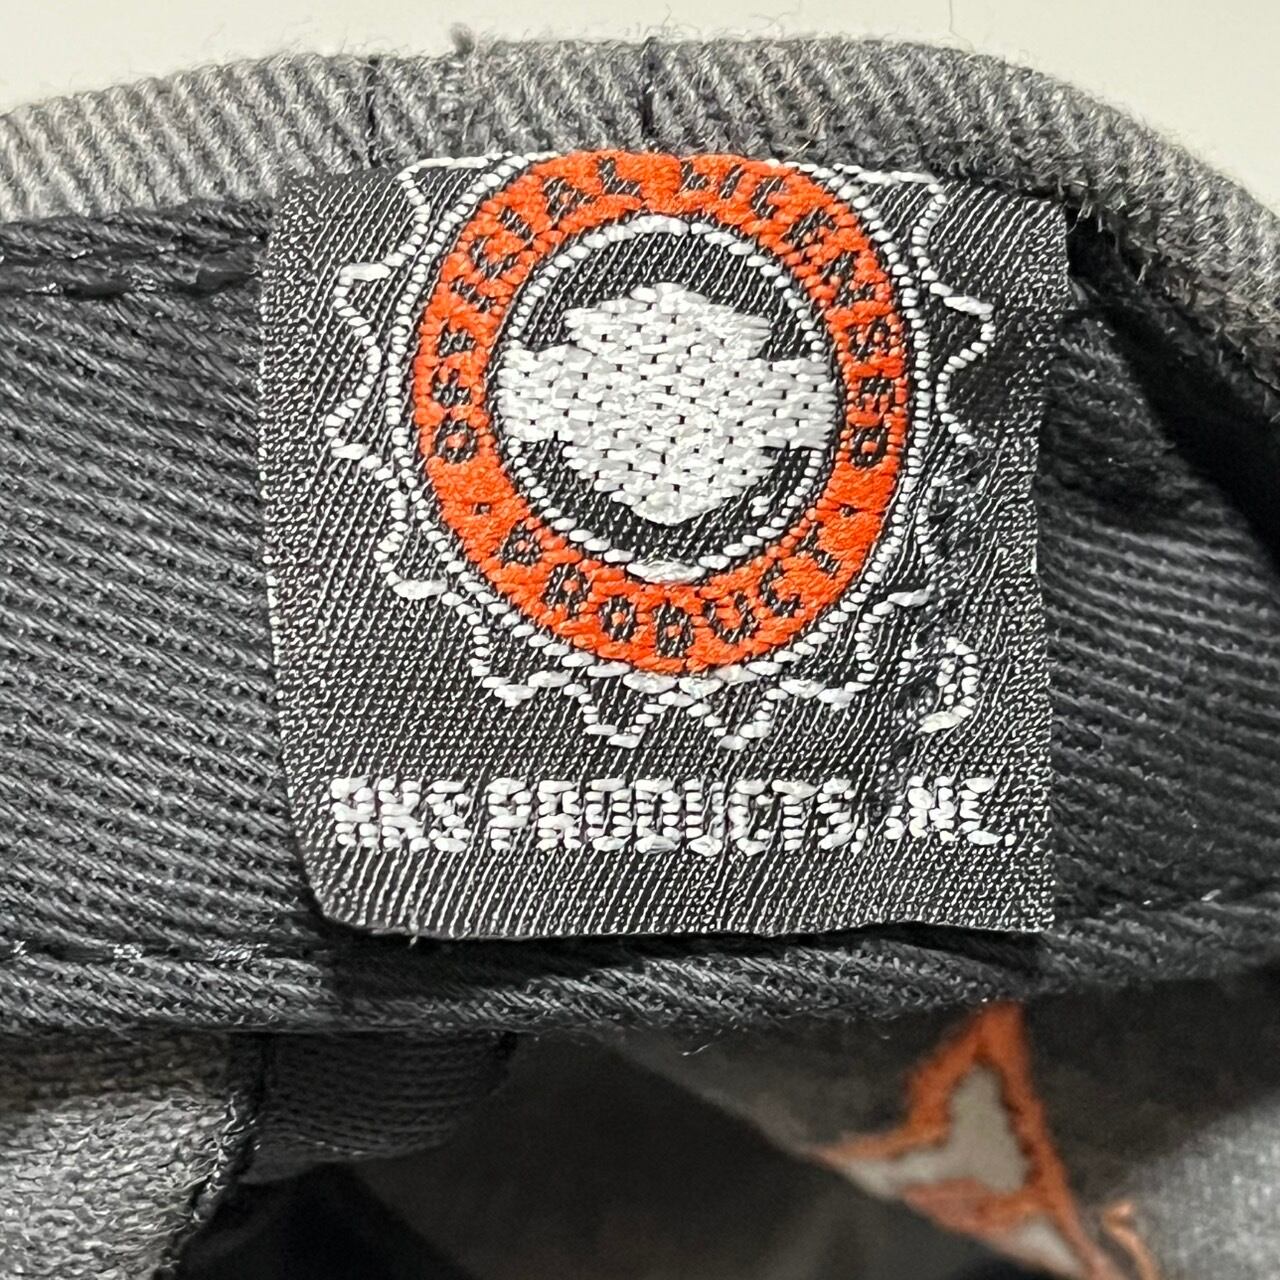 OFFICIAL LICENSED
· PRODUCT ·
RKS PRODUCTS, INC.